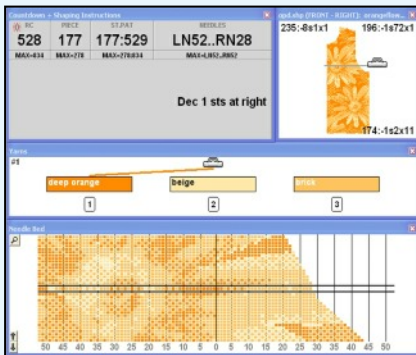 Countdown + Shaping Instructions
RC PIECE ST.PAT NEEDLES
528 177 177:529 LN52..RN28
MAX=834 MAX=278 MAX=278:834 MAX=LN52..RN52
Dec 1 sts at right
(FRONT - RIGHT): orangeflow...
235:-8s1x1 196:-1s72x1
174:-1s2x11
Yarns
#1
deep orange beige brick
1 2 3
Needle Bed
50 45 40 35 30 25 20 15 10 5 0 5 10 15 20 25 30 35 40 45 50